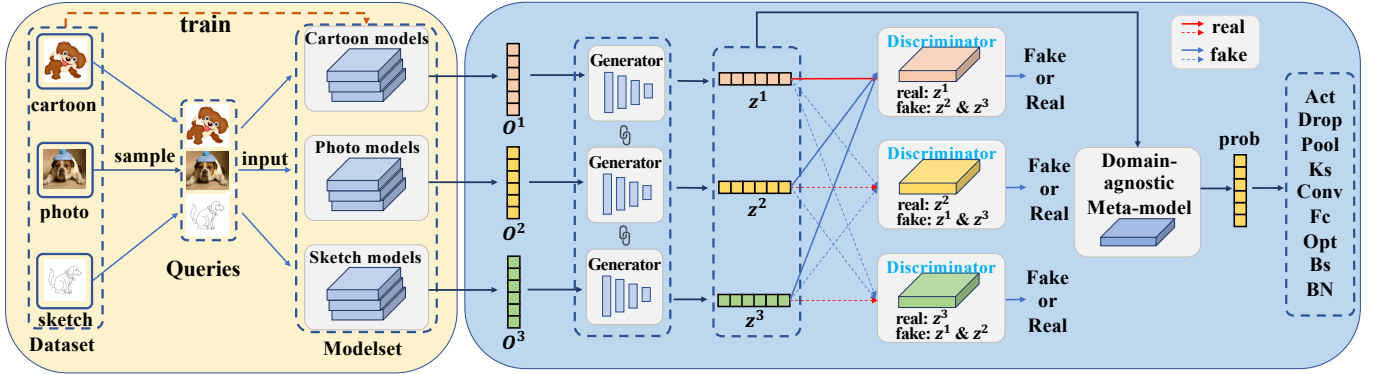 train
cartoon
photo
sketch
Dataset
sample
Queries
input
Cartoon models
Photo models
Sketch models
Modelset
O¹
O²
O³
Generator
Generator
Generator
z¹
z²
z³
Discriminator
real: z¹
fake: z² & z³
Discriminator
real: z²
fake: z¹ & z³
Discriminator
real: z³
fake: z¹ & z²
Fake
or
Real
Fake
or
Real
Fake
or
Real
real
fake
Domain-
agnostic
Meta-model
prob
Act
Drop
Pool
Ks
Conv
Fc
Opt
Bs
BN